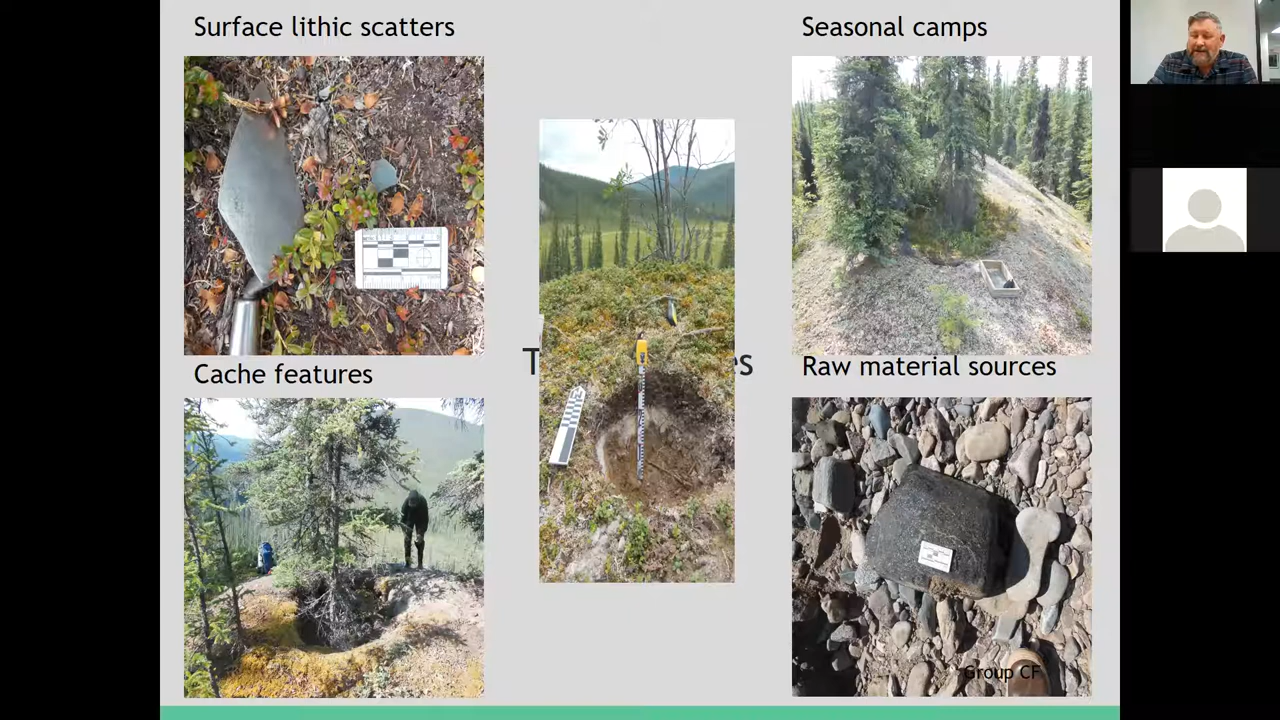 Surface lithic scatters
Seasonal camps
Cache features
Raw material sources
Group CF